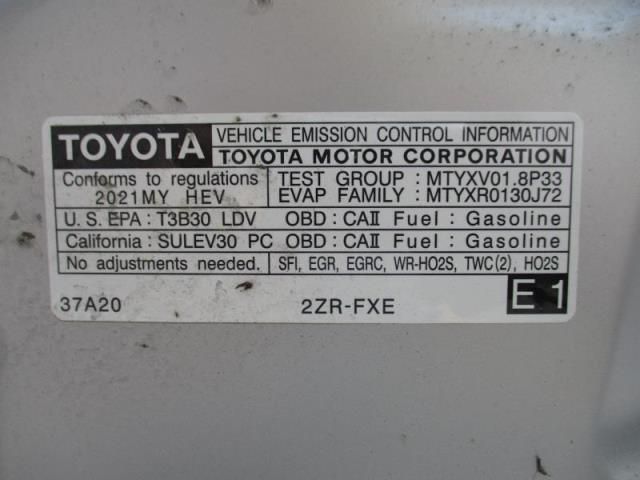 TOYOTA VEHICLE EMISSION CONTROL INFORMATION
TOYOTA MOTOR CORPORATION
Conforms to regulations TEST GROUP : MTYXV01.8P33
2021MY HEV EVAP FAMILY : MTYXR0130J72
U.S. EPA : T3B30 LDV OBD : CAII Fuel : Gasoline
California : SULEV30 PC OBD : CAII Fuel : Gasoline
No adjustments needed. SFI, EGR, EGRC, WR-HO2S, TWC(2), HO2S
37A20 2ZR-FXE E 1